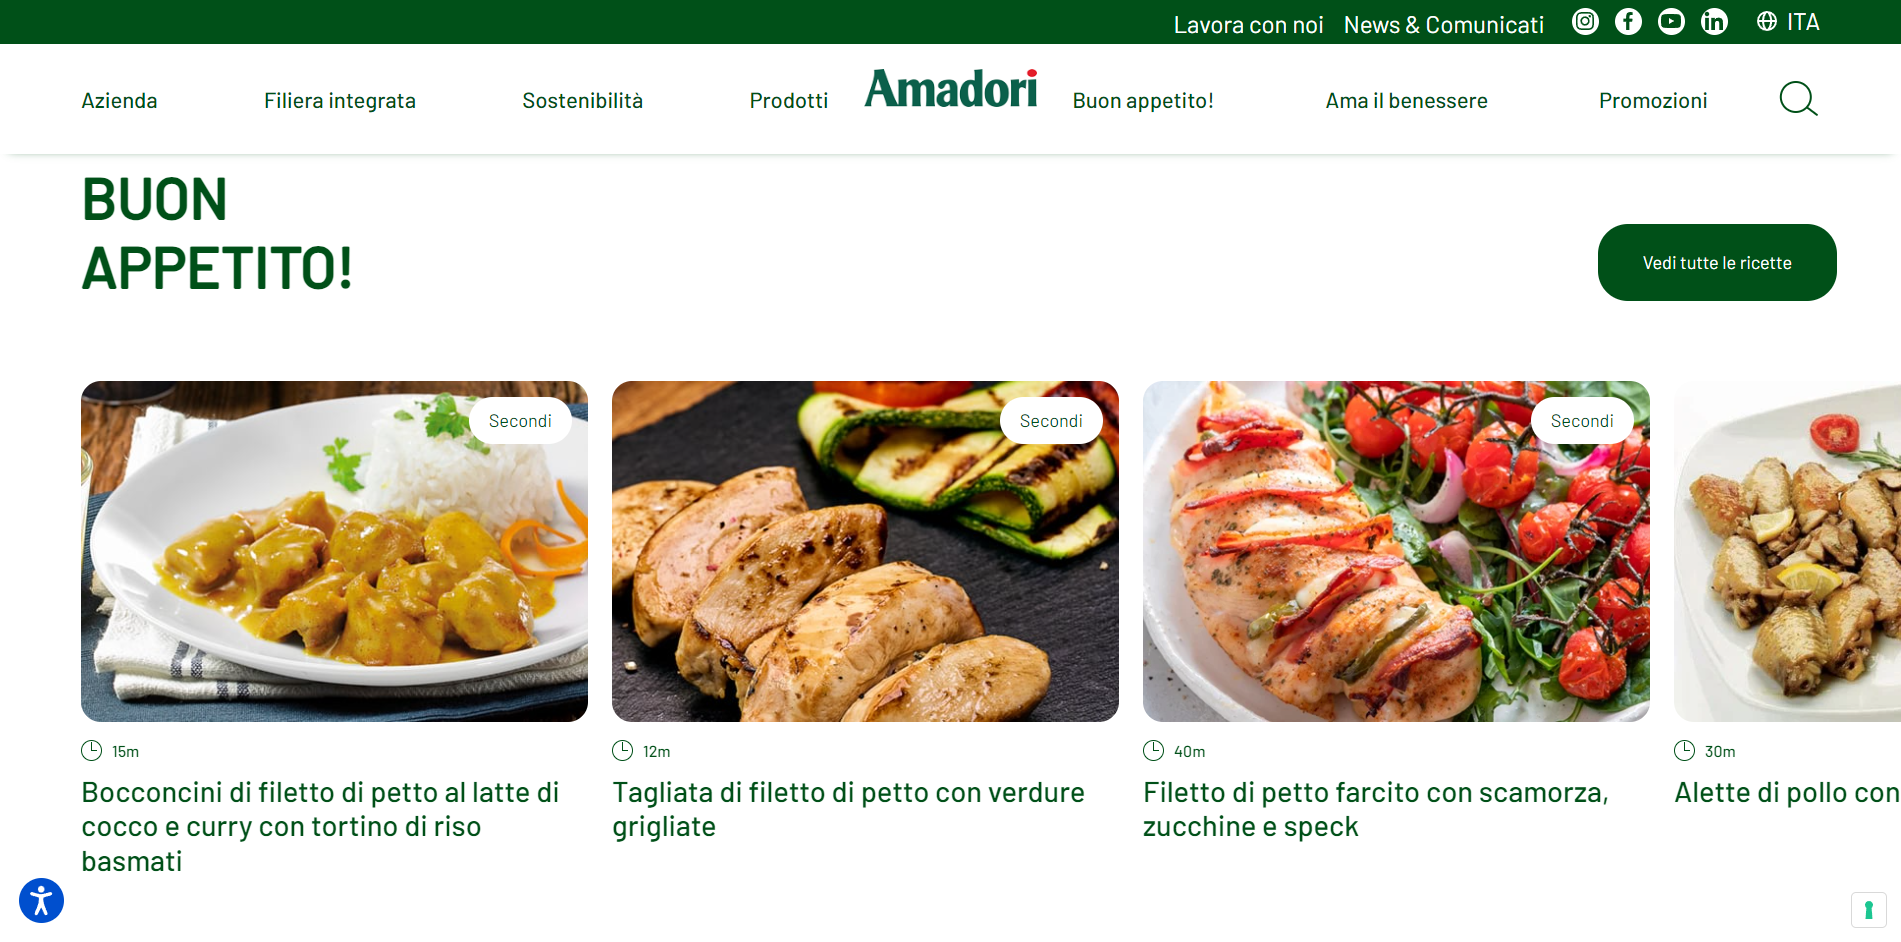 Lavora con noi News & Comunicati ITA
Azienda Filiera integrata Sostenibilità Prodotti Amadori Buon appetito! Ama il benessere Promozioni
BUON
APPETITO!
Vedi tutte le ricette
Secondi
Secondi
Secondi
15m
Bocconcini di filetto di petto al latte di
cocco e curry con tortino di riso
basmati
12m
Tagliata di filetto di petto con verdure
grigliate
40m
Filetto di petto farcito con scamorza,
zucchine e speck
30m
Alette di pollo con